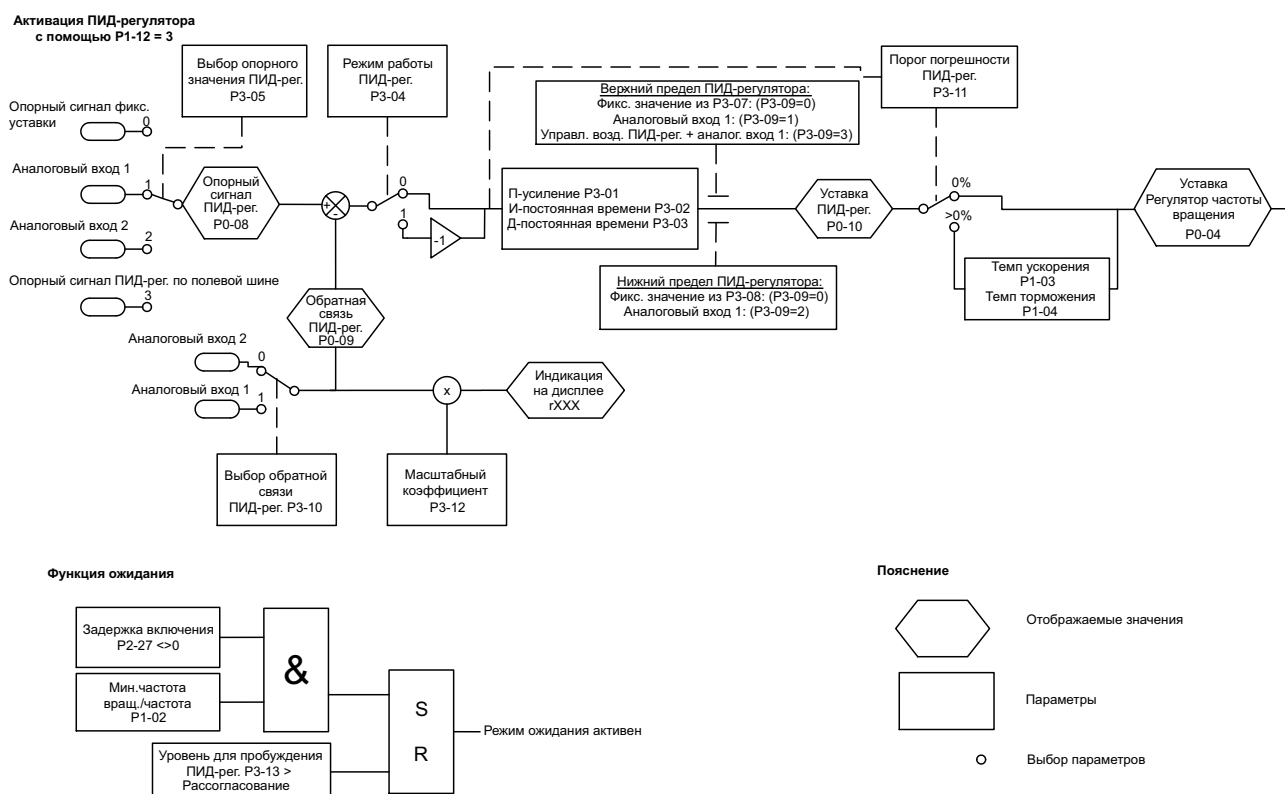 Активация ПИД-регулятора
с помощью P1-12 = 3
Выбор опорного
значения ПИД-рег.
P3-05
Режим работы
ПИД-рег.
P3-04
Верхний предел ПИД-регулятора:
Фикс. значение из P3-07: (P3-09=0)
Аналоговый вход 1: (P3-09=1)
Управл. возд. ПИД-рег. + аналог. вход 1: (P3-09=3)
Порог погрешности
ПИД-рег.
P3-11
Опорный сигнал фикс.
уставки
0
Аналоговый вход 1
1
Аналоговый вход 2
2
Опорный сигнал ПИД-рег. по полевой шине
3
Опорный
сигнал
ПИД-рег.
P0-08
+
-
0
1
-1
П-усиление P3-01
И-постоянная времени P3-02
Д-постоянная времени P3-03
Уставка
ПИД-рег.
P0-10
0%
>0%
Уставка
Регулятор частоты
вращения
P0-04
Темп ускорения
P1-03
Темп торможения
P1-04
Нижний предел ПИД-регулятора:
Фикс. значение из P3-08: (P3-09=0)
Аналоговый вход 1: (P3-09=2)
Обратная
связь
ПИД-рег.
P0-09
Аналоговый вход 2
0
Аналоговый вход 1
1
x
Индикация
на дисплее
rXXX
Выбор обратной
связи
ПИД-рег. P3-10
Масштабный
коэффициент
P3-12
Функция ожидания
Задержка включения
P2-27 <>0
Мин.частота
вращ./частота
P1-02
&
S
R
Режим ожидания активен
Уровень для пробуждения
ПИД-рег. P3-13 >
Рассогласование
Пояснение
Отображаемые значения
Параметры
Выбор параметров